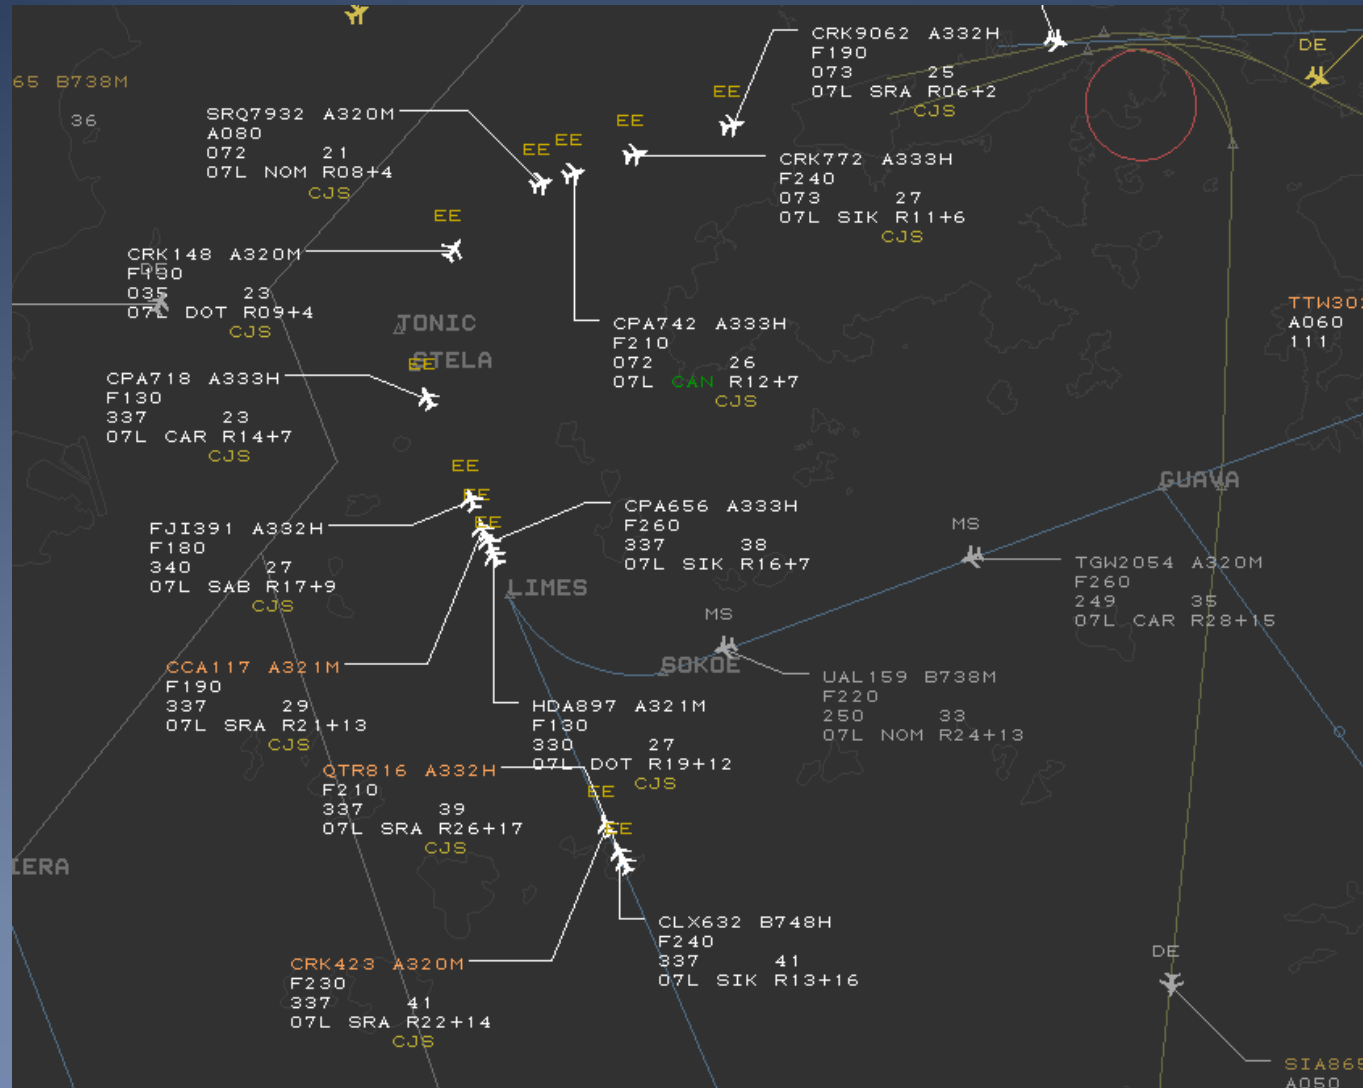 CRK9062 A332H
F190
073 25
07L SRA R06+2
CJS
DE
65 B738M
36
EE
SRQ7932 A320M
A080
072 21
07L NOM R08+4
CJS
EE
EE
EE
CRK772 A333H
F240
073 27
07L SIK R11+6
CJS
EE
CRK148 A320M
DE
035 23
07L DOT R09+4
CJS
TTW30
A060
111
TONIC
STELA
EE
CPA742 A333H
F210
072 26
07L CAN R12+7
CJS
CPA718 A333H
F130
337 23
07L CAR R14+7
CJS
EE
EE
EE
GUAVA
CPA656 A333H
F260
337 38
07L SIK R16+7
FJI391 A332H
F180
340 27
07L SAB R17+9
CJS
MS
TGW2054 A320M
F260
249 35
07L CAR R28+15
LIMES
MS
SOKOE
CCA117 A321M
F190
337 29
07L SRA R21+13
CJS
UAL159 B738M
F220
250 33
07L NOM R24+13
HDA897 A321M
F130
330 27
07L DOT R19+12
CJS
QTR816 A332H
F210
337 39
07L SRA R26+17
CJS
EE
EE
IERA
CLX632 B748H
F240
337 41
07L SIK R13+16
CRK423 A320M
F230
337 41
07L SRA R22+14
CJS
DE
SIA865
A050